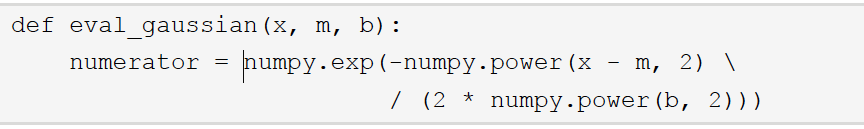 def eval_gaussian(x, m, b):
    numerator = numpy.exp(-numpy.power(x - m, 2) \
                      / (2 * numpy.power(b, 2)))